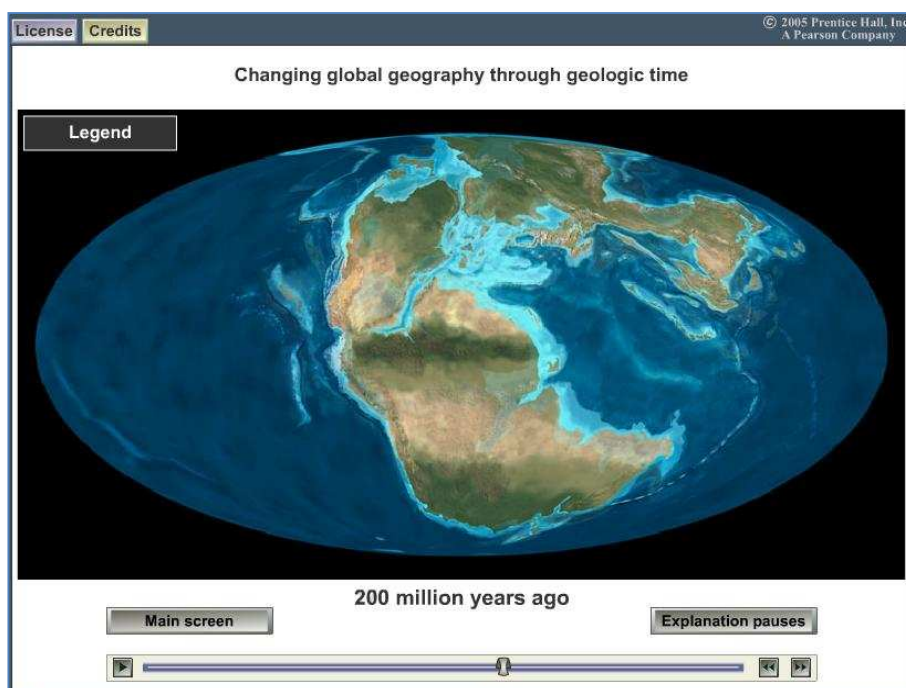 License Credits
© 2005 Prentice Hall, Inc
A Pearson Company
Changing global geography through geologic time
Legend
200 million years ago
Main screen
Explanation pauses